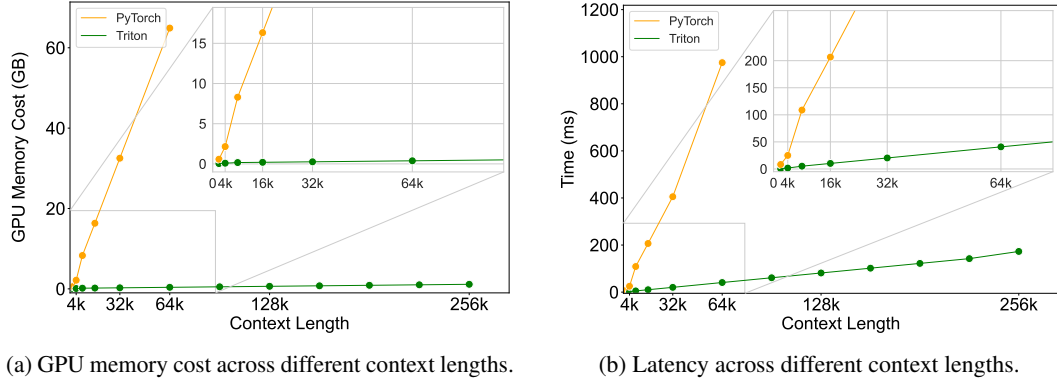 PyTorch
Triton
GPU Memory Cost (GB)
60
40
20
0
15
10
5
0
0 4k 16k 32k 64k
4k 32k 64k 128k 256k
Context Length
(a) GPU memory cost across different context lengths.
PyTorch
Triton
Time (ms)
1200
1000
800
600
400
200
0
200
150
100
50
0
0 4k 16k 32k 64k
4k 32k 64k 128k 256k
Context Length
(b) Latency across different context lengths.